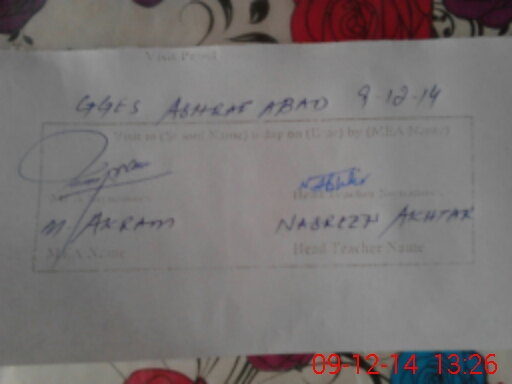 Visit Proof
GGES ASHRAF ABAD 9-12-14
Visit to (School Name) is day on (Date) by (MEA Name)
Head Teacher Signature
M AKRAM NASREEN AKHTAR
MEA Name Head Teacher Name
09-12-14 13:26